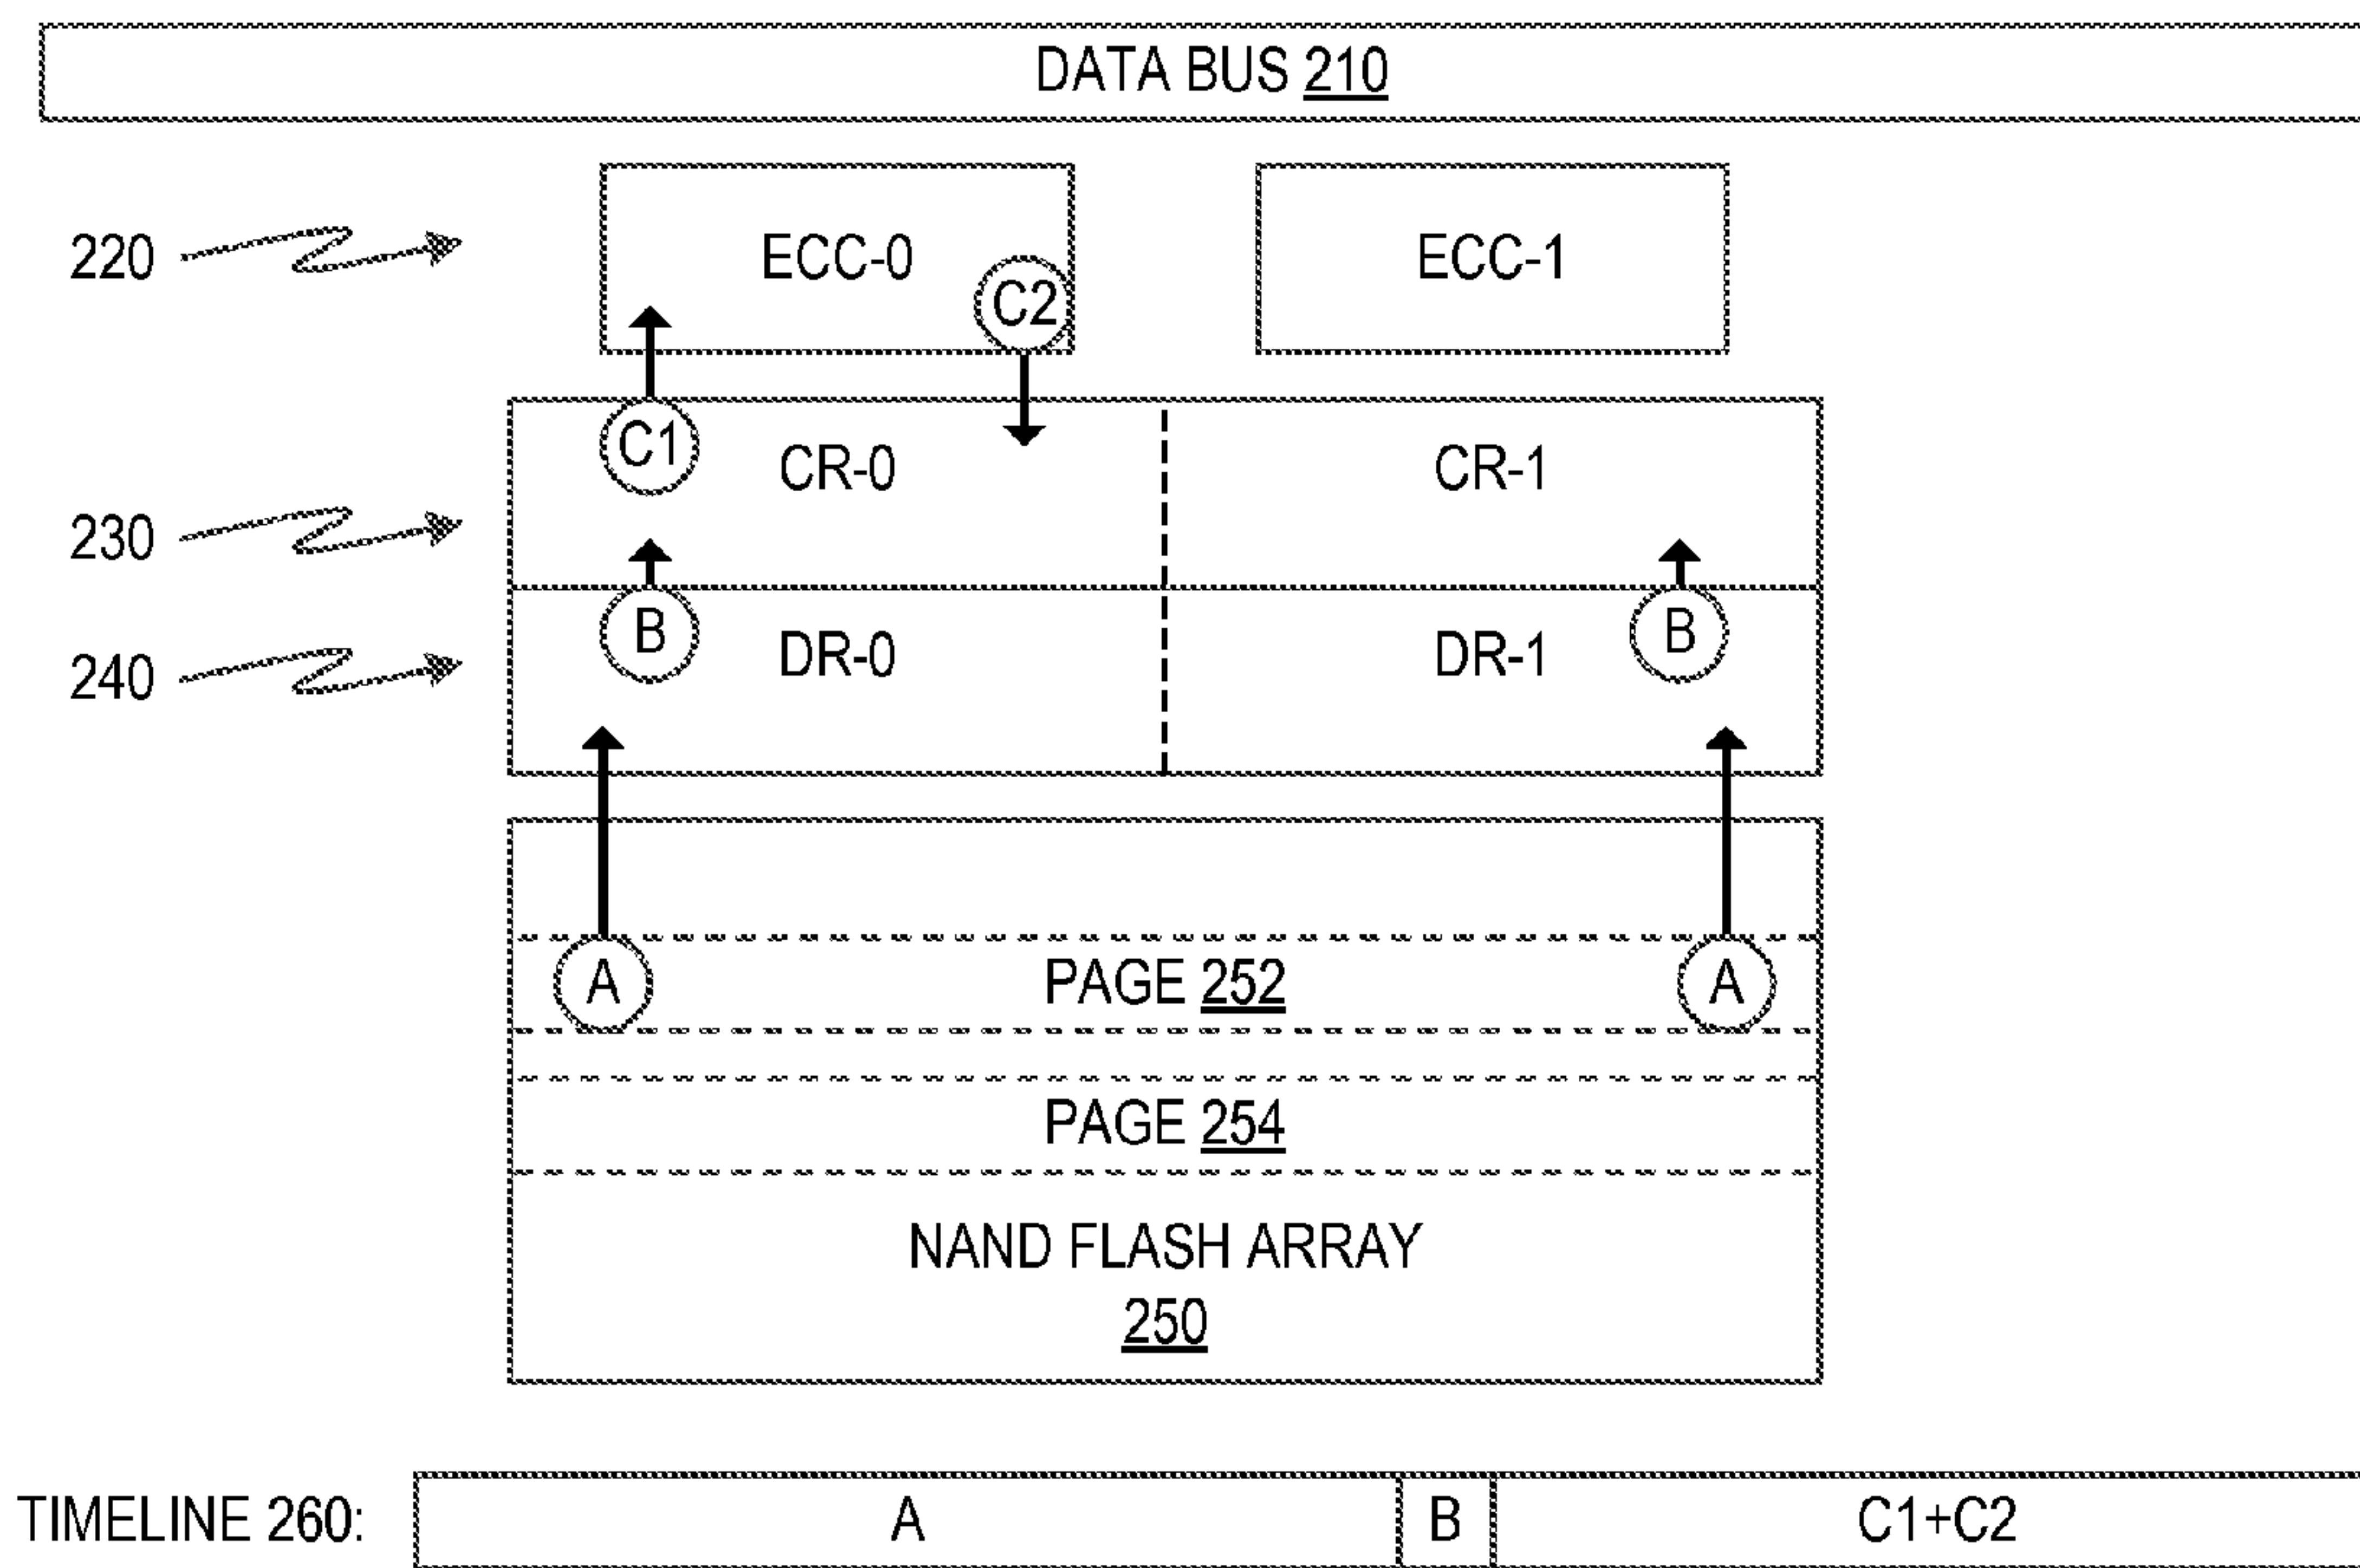 DATA BUS 210
220
ECC-0
ECC-1
C2
C1
CR-0
CR-1
230
B
DR-0
DR-1
B
240
A
PAGE 252
A
PAGE 254
NAND FLASH ARRAY
250
TIMELINE 260:
A
B
C1+C2